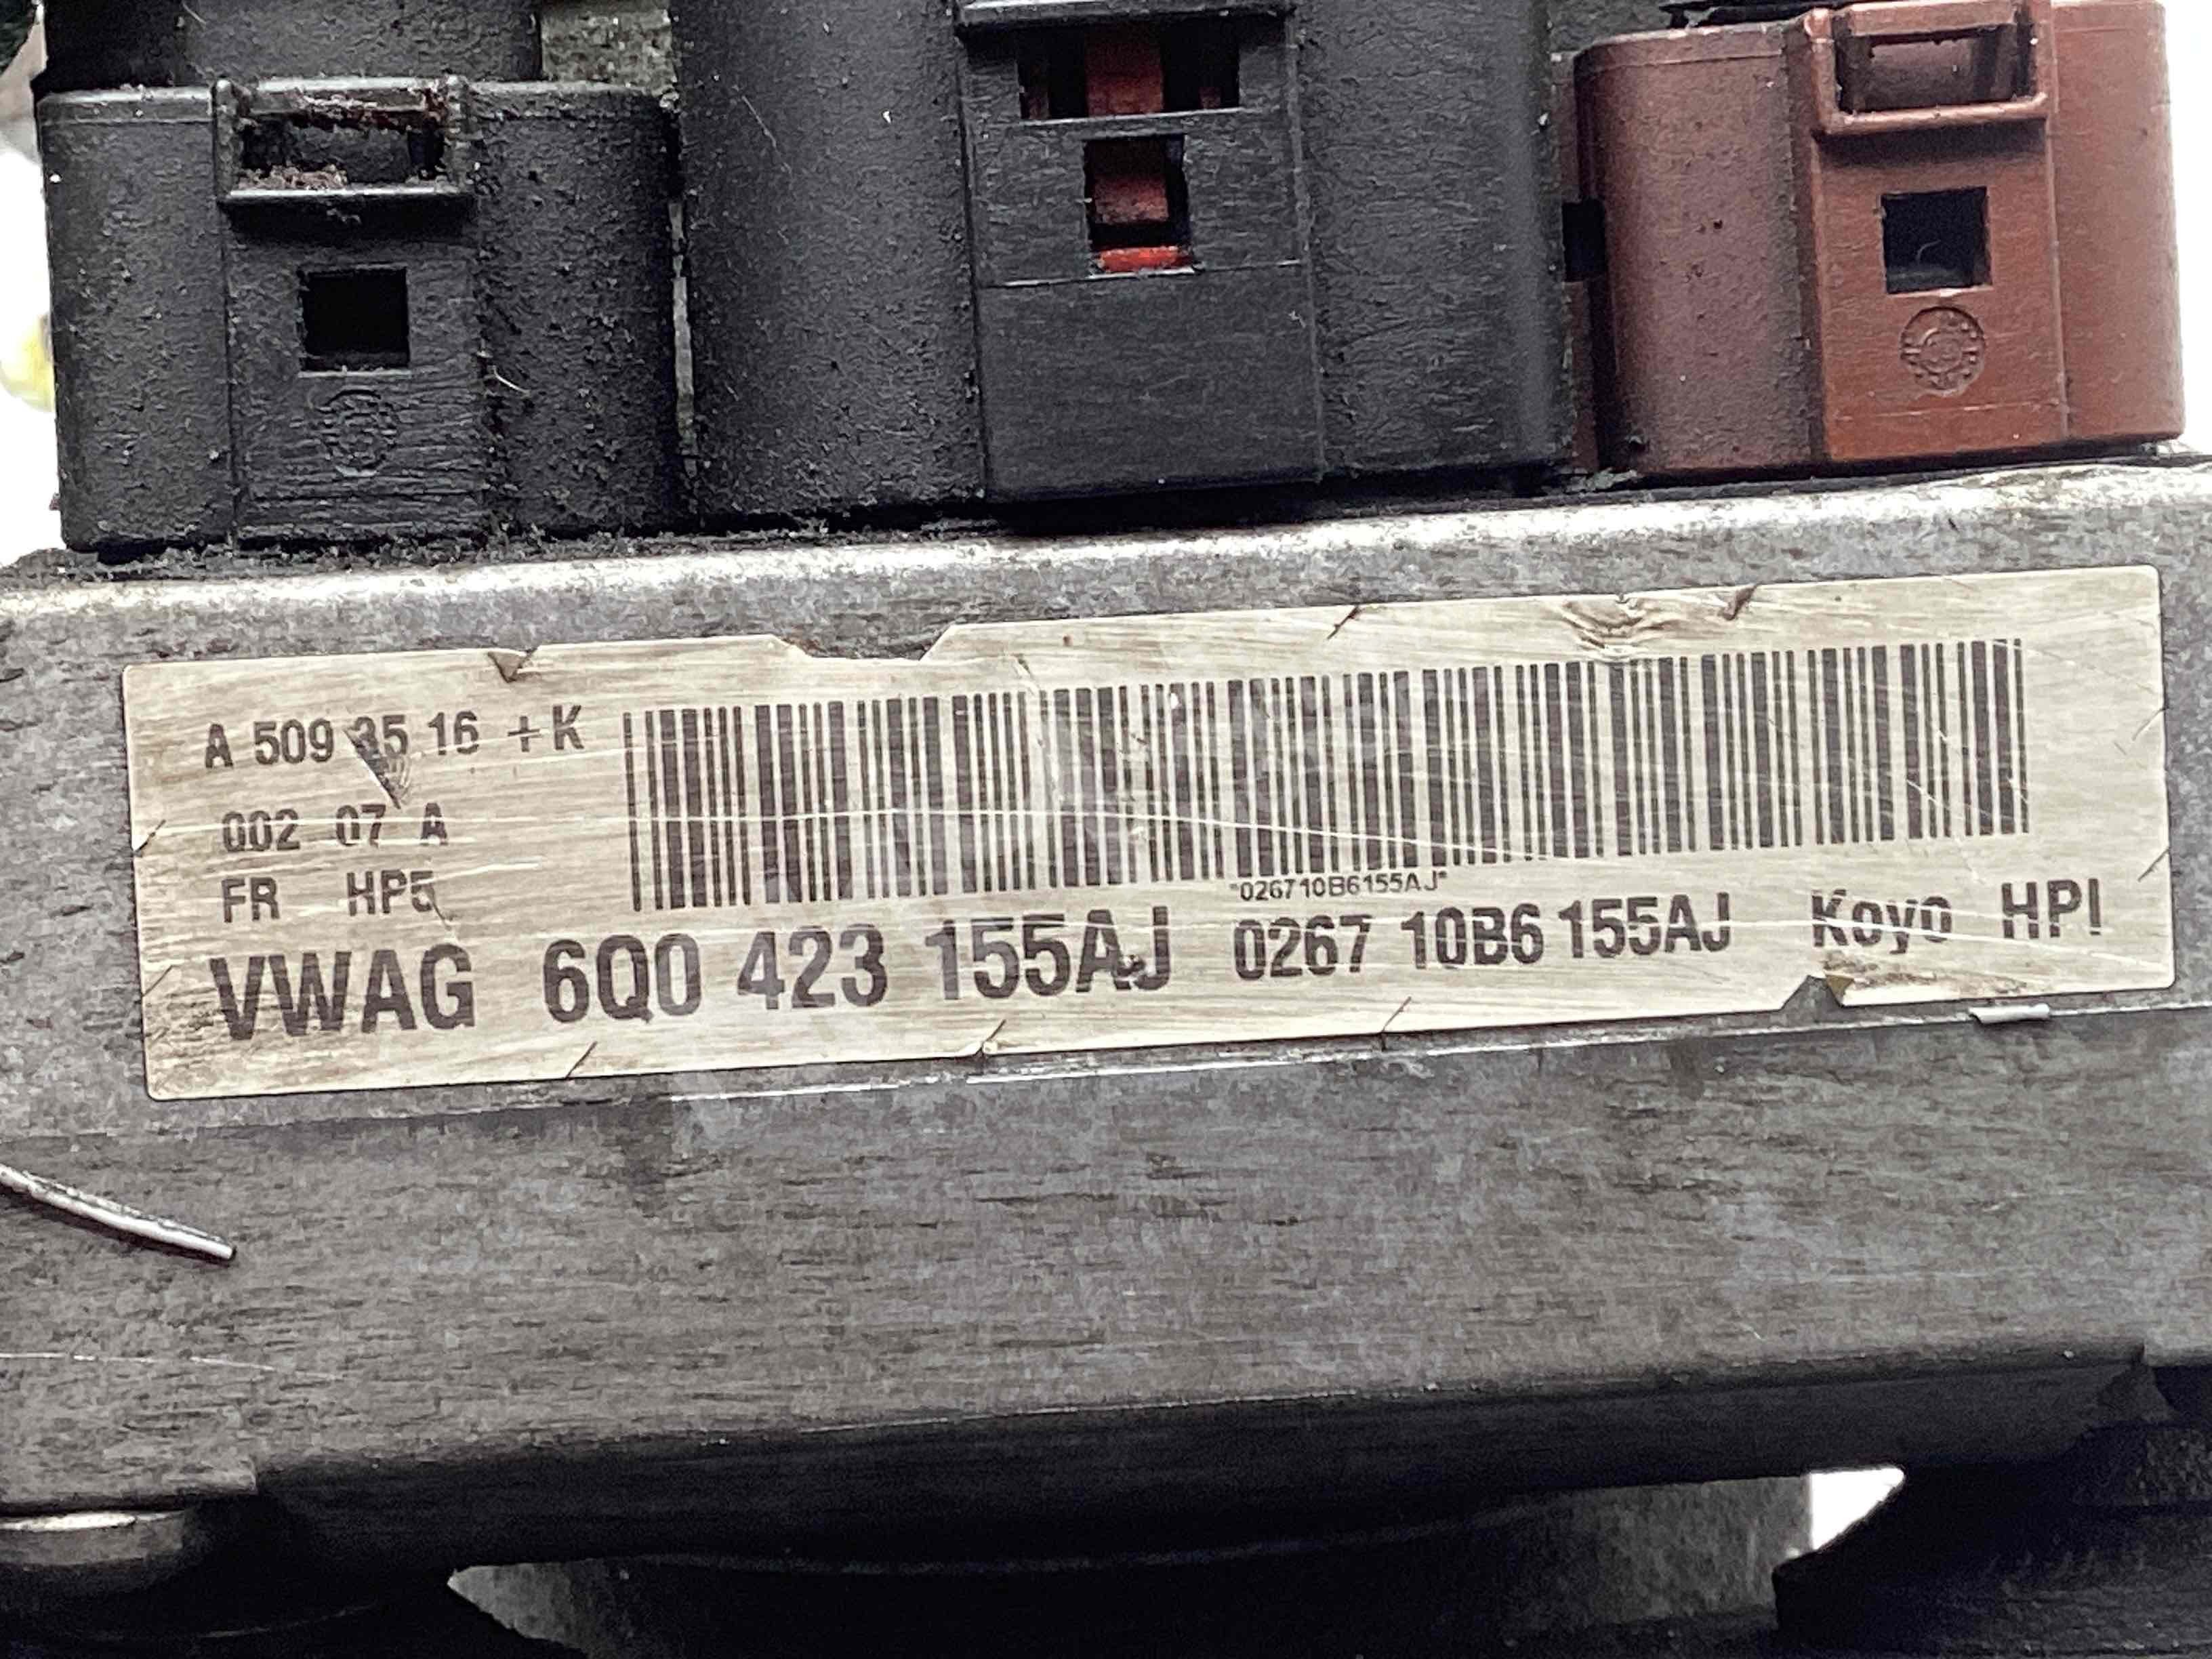 A 509 35 16 +K
002 07 A
FR HP5
*026710B6155AJ*
VWAG 6Q0 423 155AJ 0267 10B6 155AJ Koyo HPI